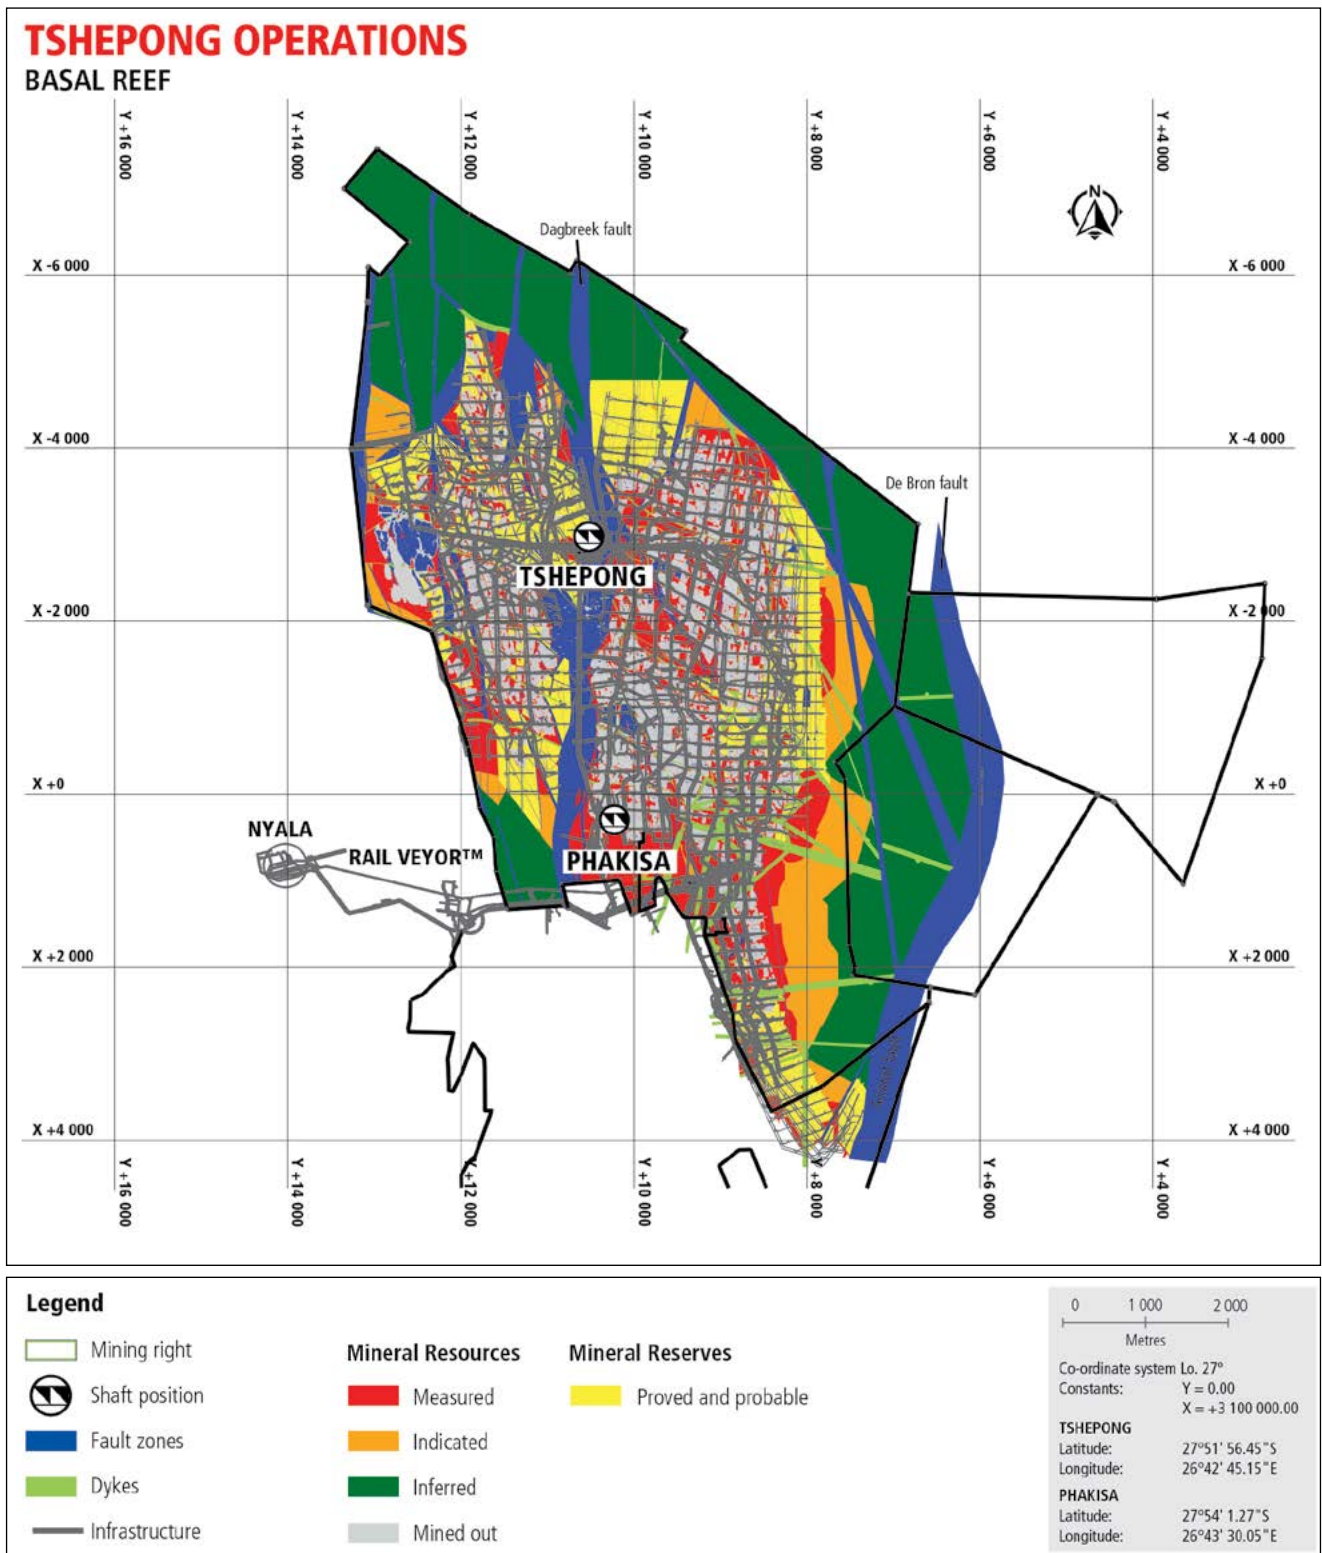 TSHEPONG OPERATIONS
BASAL REEF
Y +16 000
Y +14 000
Y +12 000
Y +10 000
Y +8 000
Y +6 000
Y +4 000
N
Dagbreek fault
X -6 000
X -6 000
X -4 000
X -4 000
De Bron fault
TSHEPONG
X -2 000
X -2 000
X +0
X +0
NYALA
RAIL VEYOR™
PHAKISA
X +2 000
X +2 000
X +4 000
X +4 000
Y +16 000
Y +14 000
Y +12 000
Y +10 000
Y +8 000
Y +6 000
Y +4 000
Legend
Mining right
Shaft position
Fault zones
Dykes
Infrastructure
Mineral Resources
Measured
Indicated
Inferred
Mined out
Mineral Reserves
Proved and probable
0 1 000 2 000
Metres
Co-ordinate system Lo. 27°
Constants: Y = 0.00
X = +3 100 000.00
TSHEPONG
Latitude: 27°51' 56.45"S
Longitude: 26°42' 45.15"E
PHAKISA
Latitude: 27°54' 1.27"S
Longitude: 26°43' 30.05"E